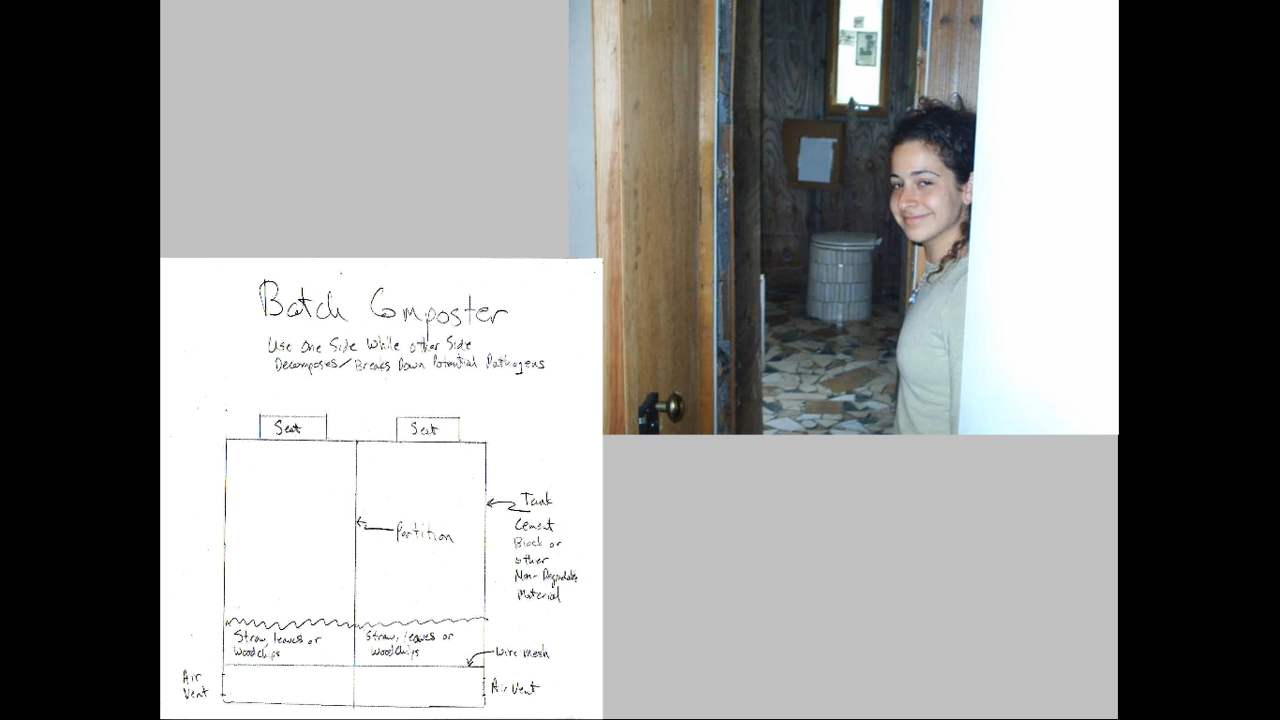 Batch Composter
Use One Side While other Side
Decomposes/Breaks Down Potential Pathogens
Seat
Seat
Tank
Cement
Block or
other
Non-Degradable
Material
Partition
Straw, leaves or
Woodchips
Straw, leaves or
Woodchips
wire mesh
Air
Vent
Air Vent